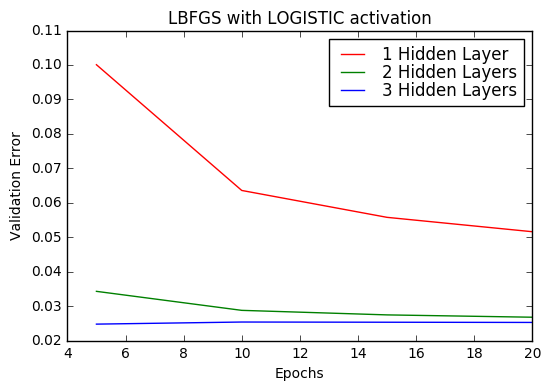 LBFGS with LOGISTIC activation
0.11
0.10
0.09
0.08
0.07
0.06
0.05
0.04
0.03
0.02
Validation Error
1 Hidden Layer
2 Hidden Layers
3 Hidden Layers
4 6 8 10 12 14 16 18 20
Epochs